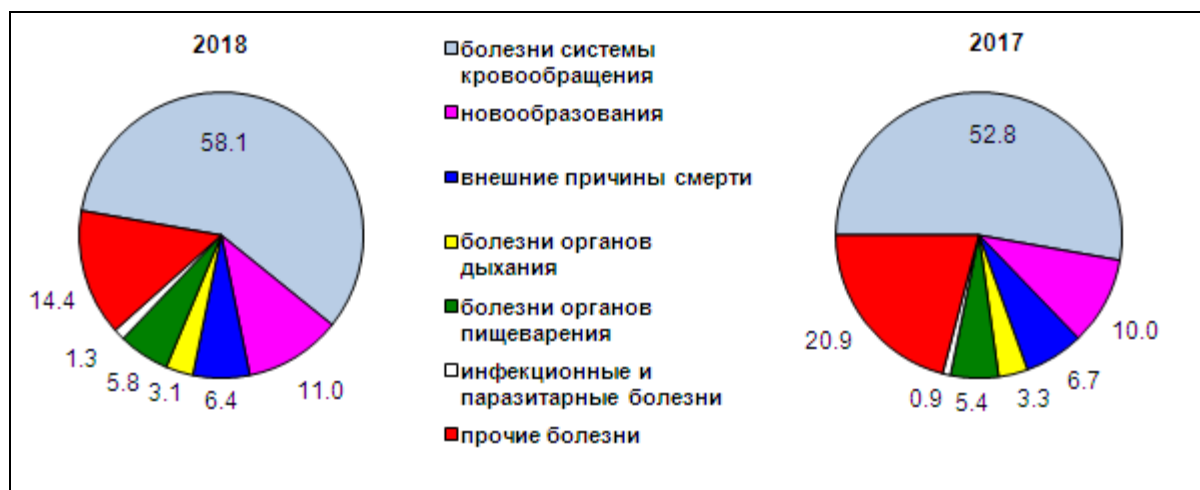 2018
58.1
14.4
1.3
5.8
3.1
6.4
11.0
болезни системы
кровообращения
новообразования
внешние причины смерти
болезни органов
дыхания
болезни органов
пищеварения
инфекционные и
паразитарные болезни
прочие болезни
2017
52.8
20.9
0.9
5.4
3.3
6.7
10.0